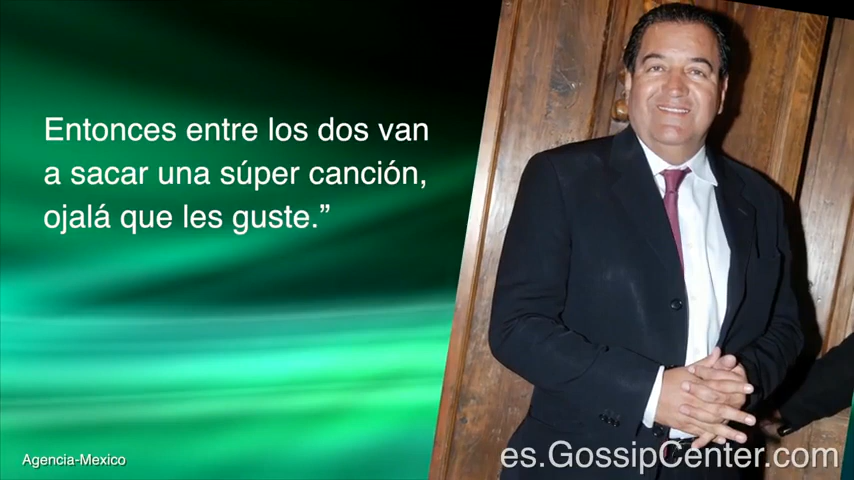 Entonces entre los dos van
a sacar una súper canción,
ojalá que les guste.”
Agencia-Mexico
es.GossipCenter.com